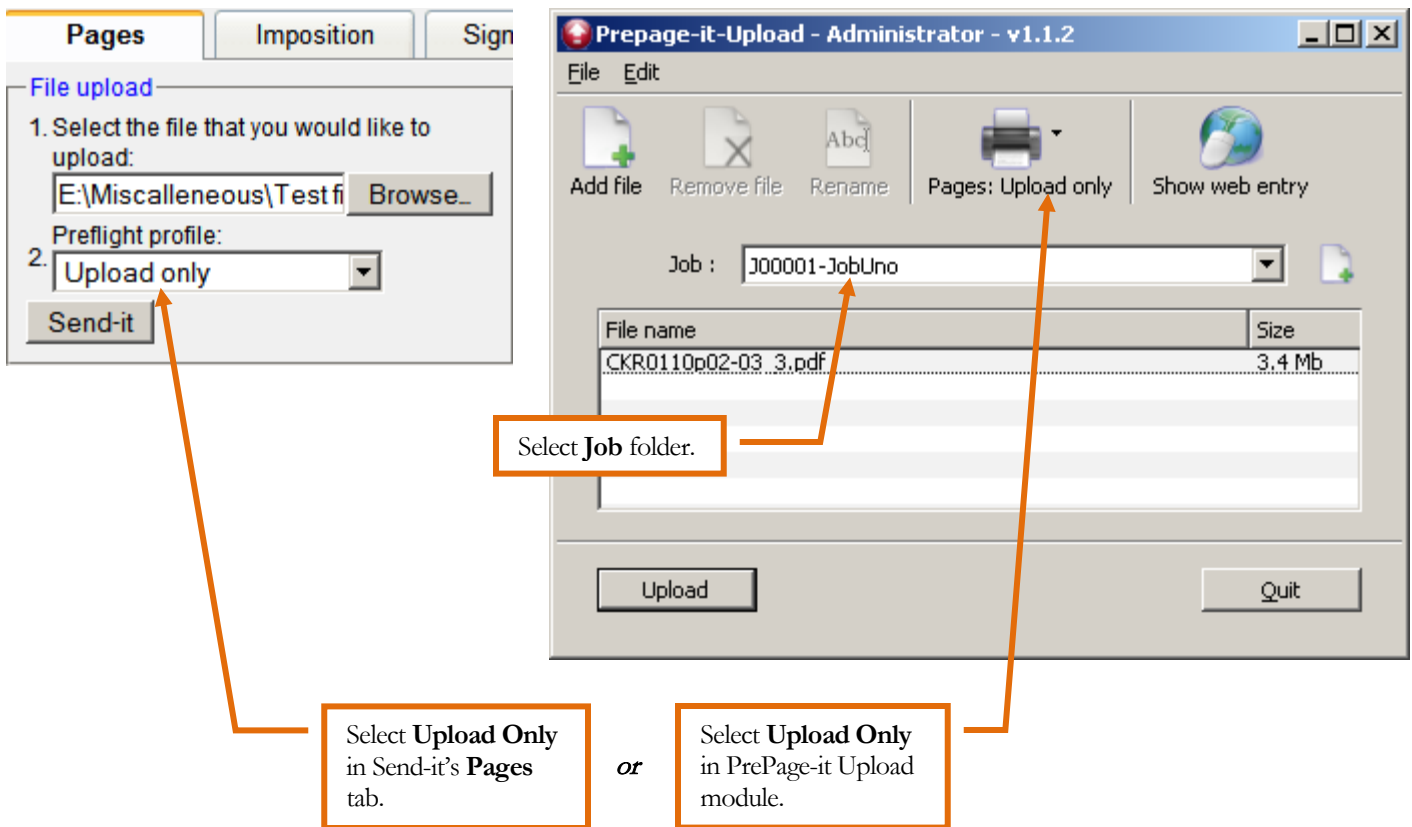 Pages Imposition Sign
File upload
1. Select the file that you would like to
upload:
E:\Miscalleneous\Test fi Browse...
Preflight profile:
2.
Upload only
Send-it
Prepage-it-Upload - Administrator - v1.1.2
File Edit
Abc
Add file Remove file Rename Pages: Upload only Show web entry
Job : J00001-JobUno
File name Size
CKR0110p02-03_3.pdf 3.4 Mb
Select Job folder.
Upload Quit
Select Upload Only
in Send-it's Pages
tab.
or
Select Upload Only
in PrePage-it Upload
module.